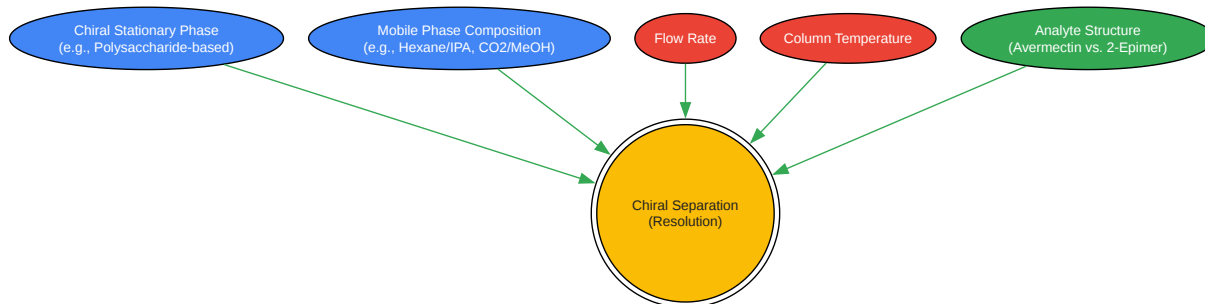 Chiral Stationary Phase
(e.g., Polysaccharide-based)
Mobile Phase Composition
(e.g., Hexane/IPA, CO2/MeOH)
Flow Rate
Column Temperature
Analyte Structure
(Avermectin vs. 2-Epimer)
Chiral Separation
(Resolution)